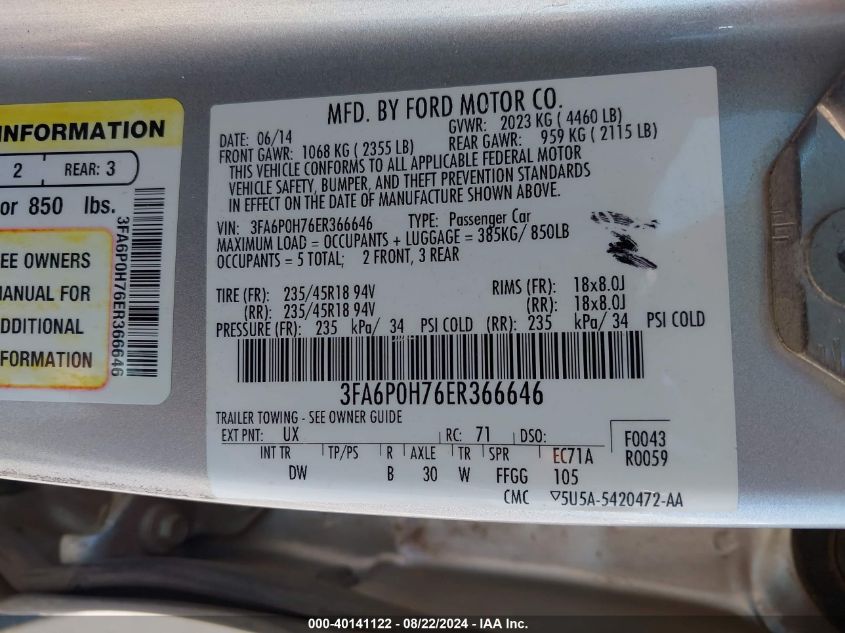 INFORMATION
2 REAR: 3
or 850 lbs.
EE OWNERS
MANUAL FOR
ADDITIONAL
FORMATION
3FA6P0H76ER366646
MFD. BY FORD MOTOR CO.
DATE: 06/14 GVWR: 2023 KG ( 4460 LB)
FRONT GAWR: 1068 KG ( 2355 LB) REAR GAWR: 959 KG ( 2115 LB)
THIS VEHICLE CONFORMS TO ALL APPLICABLE FEDERAL MOTOR
VEHICLE SAFETY, BUMPER, AND THEFT PREVENTION STANDARDS
IN EFFECT ON THE DATE OF MANUFACTURE SHOWN ABOVE.
VIN: 3FA6P0H76ER366646 TYPE: Passenger Car
MAXIMUM LOAD = OCCUPANTS + LUGGAGE = 385KG/ 850LB
OCCUPANTS = 5 TOTAL; 2 FRONT, 3 REAR
TIRE (FR): 235/45R18 94V RIMS (FR): 18x8.0J
(RR): 235/45R18 94V (RR): 18x8.0J
PRESSURE (FR): 235 kPa/ 34 PSI COLD (RR): 235 kPa/ 34 PSI COLD
3FA6P0H76ER366646
TRAILER TOWING - SEE OWNER GUIDE
EXT PNT: UX RC: 71 DSO: F0043
INT TR TP/PS R AXLE TR SPR EC71A R0059
DW B 30 W FFGG 105
CMC ▽5U5A-5420472-AA
000-40141122 - 08/22/2024 - IAA Inc.